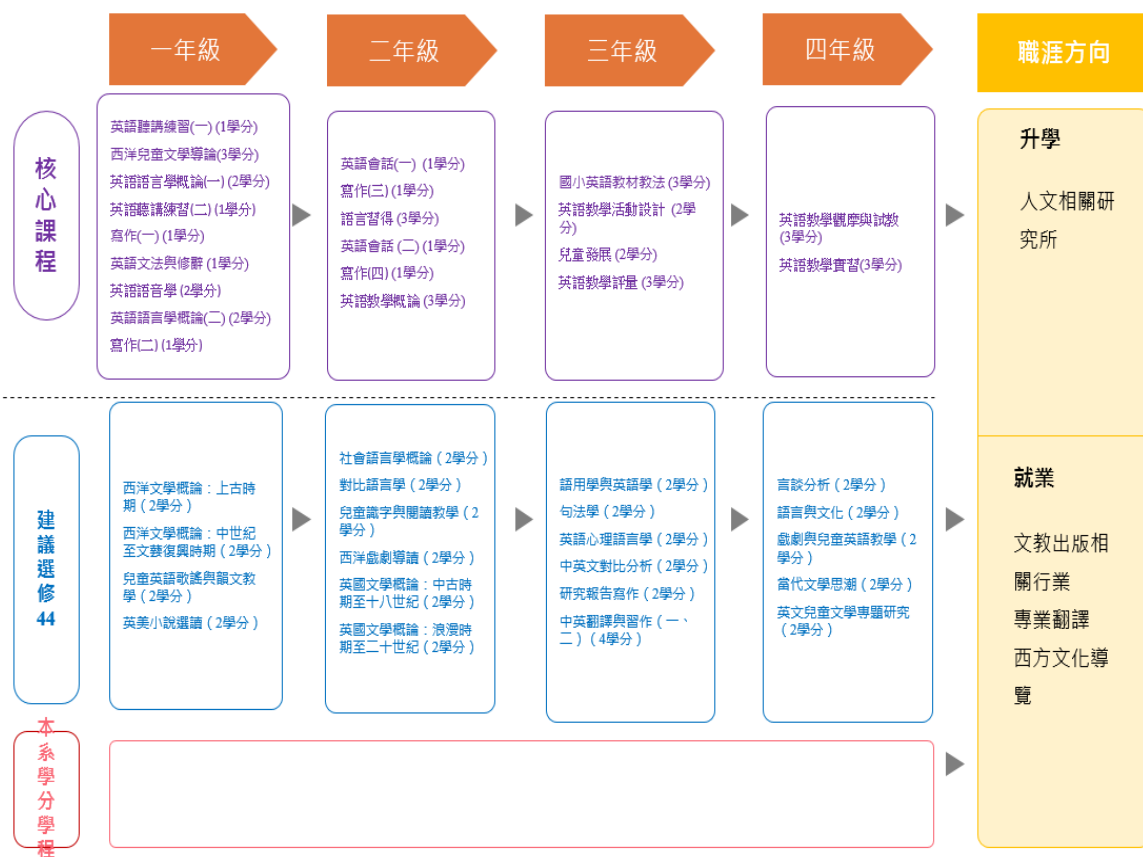 一年級
二年級
三年級
四年級
職涯方向
核
心
課
程
英語聽講練習(一) (1學分)
西洋兒童文學導論(3學分)
英語語言學概論(一) (2學分)
英語聽講練習(二) (1學分)
寫作(一) (1學分)
英語文法與修辭 (1學分)
英語語音學 (2學分)
英語語言學概論(二) (2學分)
寫作(二) (1學分)
英語會話(一) (1學分)
寫作(三) (1學分)
語言習得 (3學分)
英語會話 (二) (1學分)
寫作(四) (1學分)
英語教學概論 (3學分)
國小英語教材教法 (3學分)
英語教學活動設計 (2學
分)
兒童發展 (2學分)
英語教學評量 (3學分)
英語教學觀摩與試教
(3學分)
英語教學實習(3學分)
升學
人文相關研
究所
建
議
選
修
44
西洋文學概論：上古時
期（2學分）
西洋文學概論：中世紀
至文藝復興時期（2學分）
兒童英語歌謠與韻文教
學（2學分）
英美小說選讀（2學分）
社會語言學概論（2學分）
對比語言學（2學分）
兒童識字與閱讀教學（2
學分）
西洋戲劇導讀（2學分）
英國文學概論：中古時
期至十八世紀（2學分）
英國文學概論：浪漫時
期至二十世紀（2學分）
語用學與英語學（2學分）
句法學（2學分）
英語心理語言學（2學分）
中英文對比分析（2學分）
研究報告寫作（2學分）
中英翻譯與習作（一、
二）（4學分）
言談分析（2學分）
語言與文化（2學分）
戲劇與兒童英語教學（2
學分）
當代文學思潮（2學分）
英文兒童文學專題研究
（2學分）
就業
文教出版相
關行業
專業翻譯
西方文化導
覽
本
系
學
分
學
程